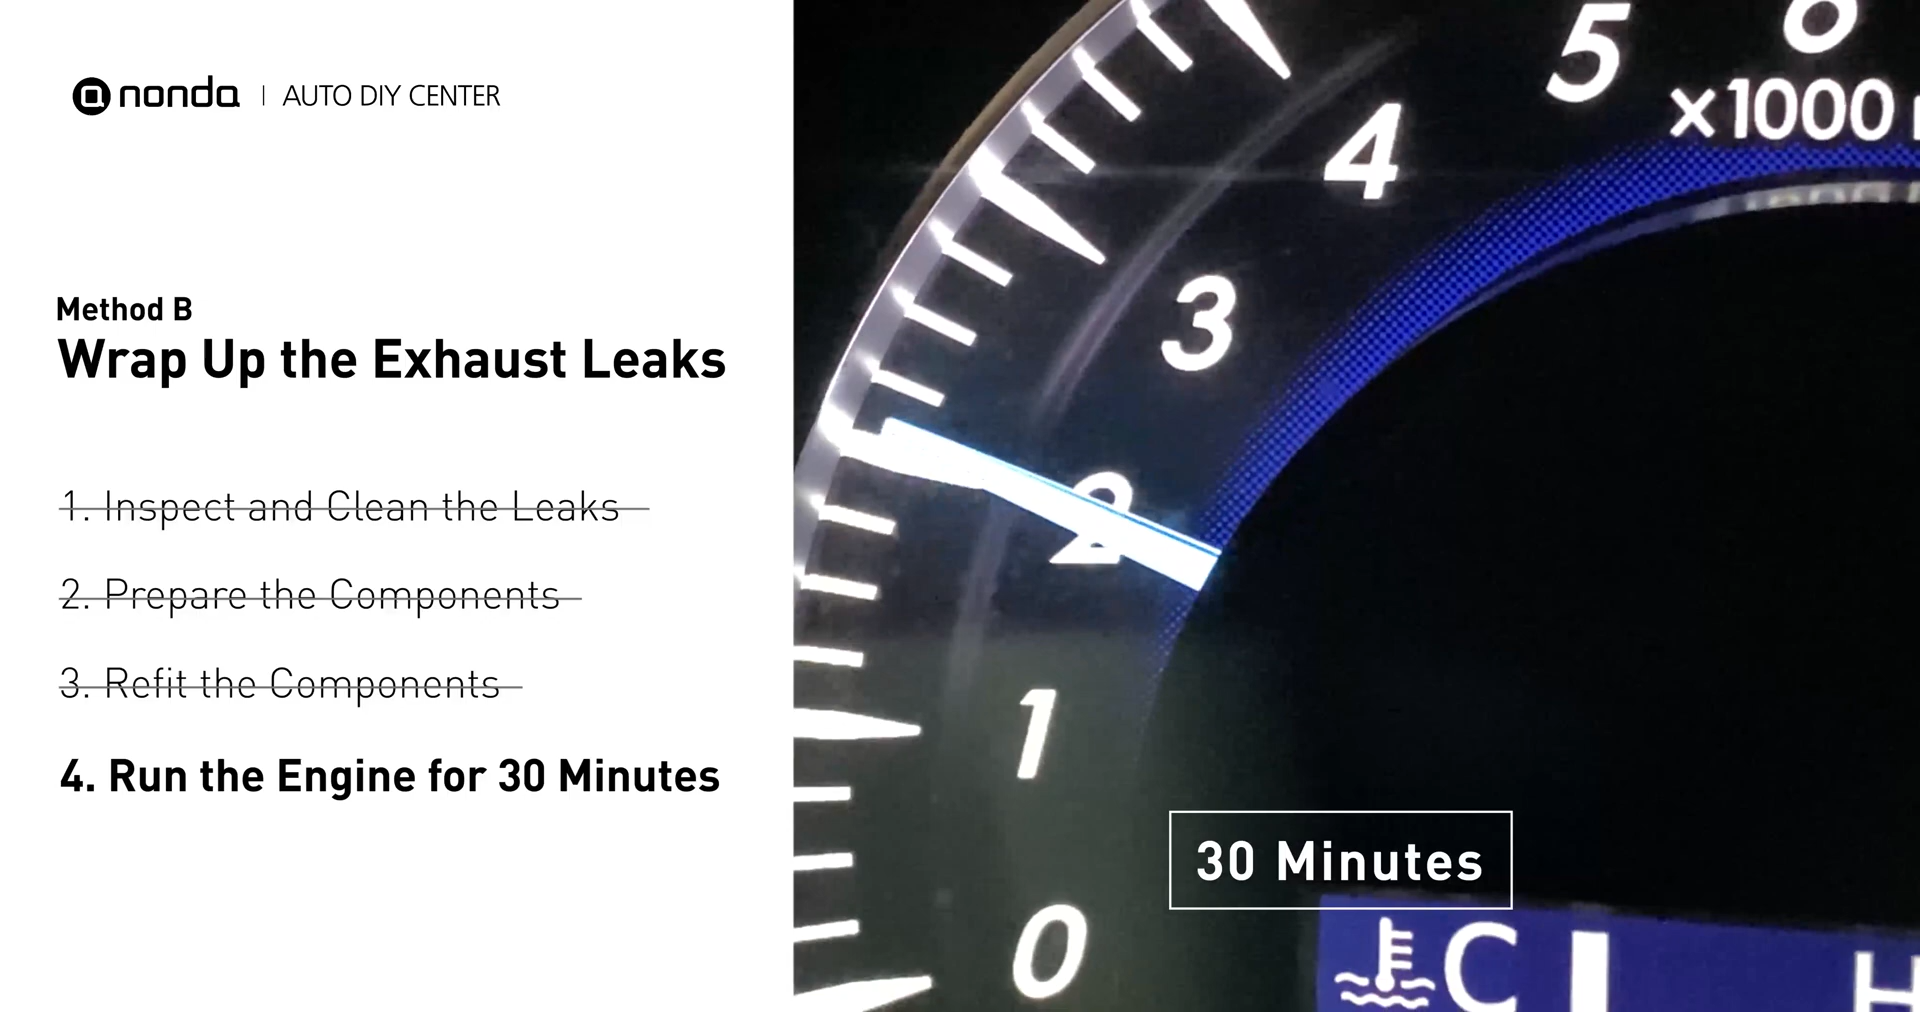 nonda | AUTO DIY CENTER
Method B
Wrap Up the Exhaust Leaks
1. Inspect and Clean the Leaks
2. Prepare the Components
3. Refit the Components
4. Run the Engine for 30 Minutes
5
4
x1000
3
2
1
30 Minutes
0
C H